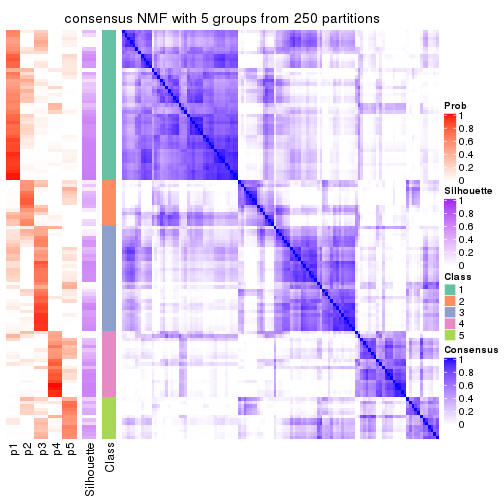 consensus NMF with 5 groups from 250 partitions
Prob
1
0.8
0.6
0.4
0.2
0
Silhouette
1
0.8
0.6
0.4
0.2
0
Class
1
2
3
4
5
Consensus
1
0.8
0.6
0.4
0.2
0
p1
p2
p3
p4
p5
Silhouette
Class